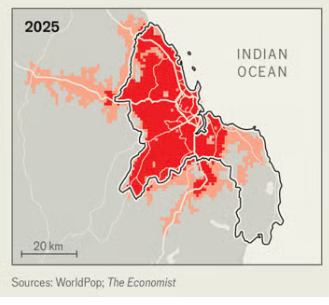 2025
INDIAN
OCEAN
20 km
Sources: WorldPop; The Economist